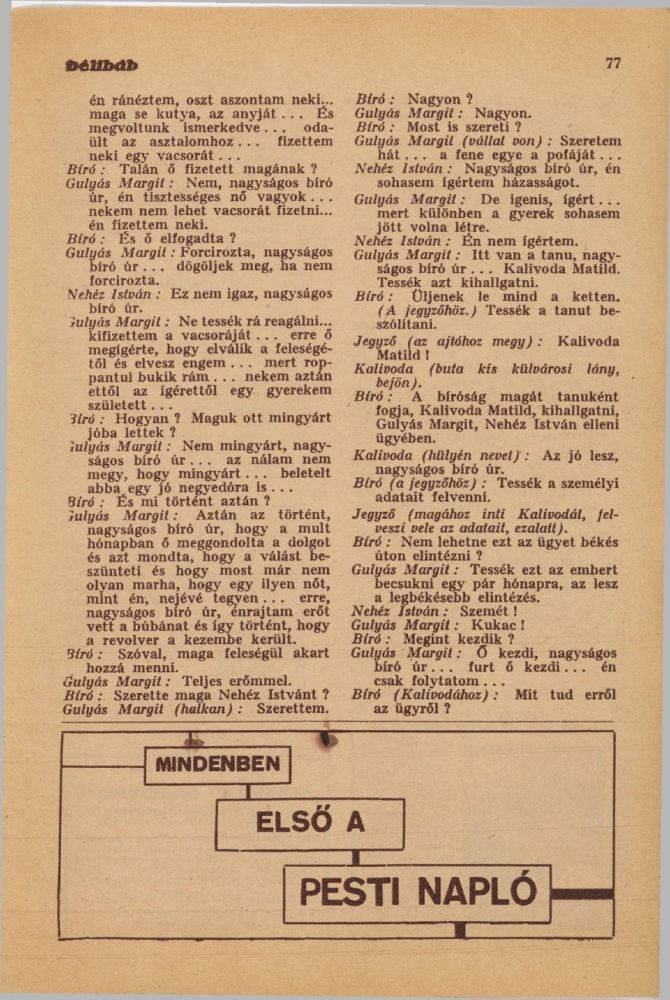 Délibáb
77
én ránéztem, oszt aszontam neki...
maga se kutya, az anyját... És
megvoltunk ismerkedve... oda-
ült az asztalomhoz... fizettem
neki egy vacsorát...
Bíró: Talán ő fizetett magának?
Gulyás Margit: Nem, nagyságos bíró
úr, én tisztességes nő vagyok...
nekem nem lehet vacsorát fizetni...
én fizettem neki.
Bíró: És ő elfogadta?
Gulyás Margit: Forcirozta, nagyságos
bíró úr... dögöljek meg, ha nem
forcirozta.
Nehéz István: Ez nem igaz, nagyságos
bíró úr.
Gulyás Margit: Ne tessék rá reagálni...
kifizettem a vacsoráját... erre ő
megígérte, hogy elválik a feleségé-
től és elvesz engem... mert rop-
pantul bukik rám... nekem aztán
ettől az ígérettől egy gyerekem
született...
Bíró: Hogyan? Maguk ott mingyárt
jóba lettek?
Gulyás Margit: Nem mingyárt, nagy-
ságos bíró úr... az nálam nem
megy, hogy mingyárt... beletelt
abba egy jó negyedóra is...
Bíró: És mi történt aztán?
Gulyás Margit: Aztán az történt,
nagyságos bíró úr, hogy a mult
hónapban ő meggondolta a dolgot
és azt mondta, hogy a válást be-
szünteti és hogy most már nem
olyan marha, hogy egy ilyen nőt,
mint én, nejévé tegyen... erre,
nagyságos bíró úr, énrajtam erőt
vett a búbánat és így történt, hogy
a revolver a kezembe került.
Bíró: Szóval, maga feleségül akart
hozzá menni.
Gulyás Margit: Teljes erőmmel.
Bíró: Szerette maga Nehéz Istvánt?
Gulyás Margit (halkan): Szerettem.
Bíró: Nagyon?
Gulyás Margit: Nagyon.
Bíró: Most is szereti?
Gulyás Margit (vállat von): Szeretem
hát... a fene egye a pofáját...
Nehéz István: Nagyságos bíró úr, én
sohasem ígértem házasságot.
Gulyás Margit: De igenis, ígért...
mert különben a gyerek sohasem
jött volna létre.
Nehéz István: Én nem ígértem.
Gulyás Margit: Itt van a tanu, nagy-
ságos bíró úr... Kalivoda Matild.
Tessék azt kihallgatni.
Bíró: Üljenek le mind a ketten.
(A jegyzőhöz.) Tessék a tanut be-
szólítani.
Jegyző (az ajtóhoz megy): Kalivoda
Matild!
Kalivoda (buta kis külvárosi lány,
bejön).
Bíró: A bíróság magát tanuként
fogja, Kalivoda Matild, kihallgatni,
Gulyás Margit, Nehéz István elleni
ügyében.
Kalivoda (hülyén nevet): Az jó lesz,
nagyságos bíró úr.
Bíró (a jegyzőhöz): Tessék a személyi
adatait felvenni.
Jegyző (magához inti Kalivodát, fel-
veszi vele az adatait, ezalatt).
Bíró: Nem lehetne ezt az ügyet békés
úton elintézni?
Gulyás Margit: Tessék ezt az embert
becsukni egy pár hónapra, az lesz
a legbékésebb elintézés.
Nehéz István: Szemét!
Gulyás Margit: Kukac!
Bíró: Megint kezdik?
Gulyás Margit: Ő kezdi, nagyságos
bíró úr... furt ő kezdi... én
csak folytatom...
Bíró (Kalivodához): Mit tud erről
az ügyről?
MINDENBEN
ELSŐ A
PESTI NAPLÓ